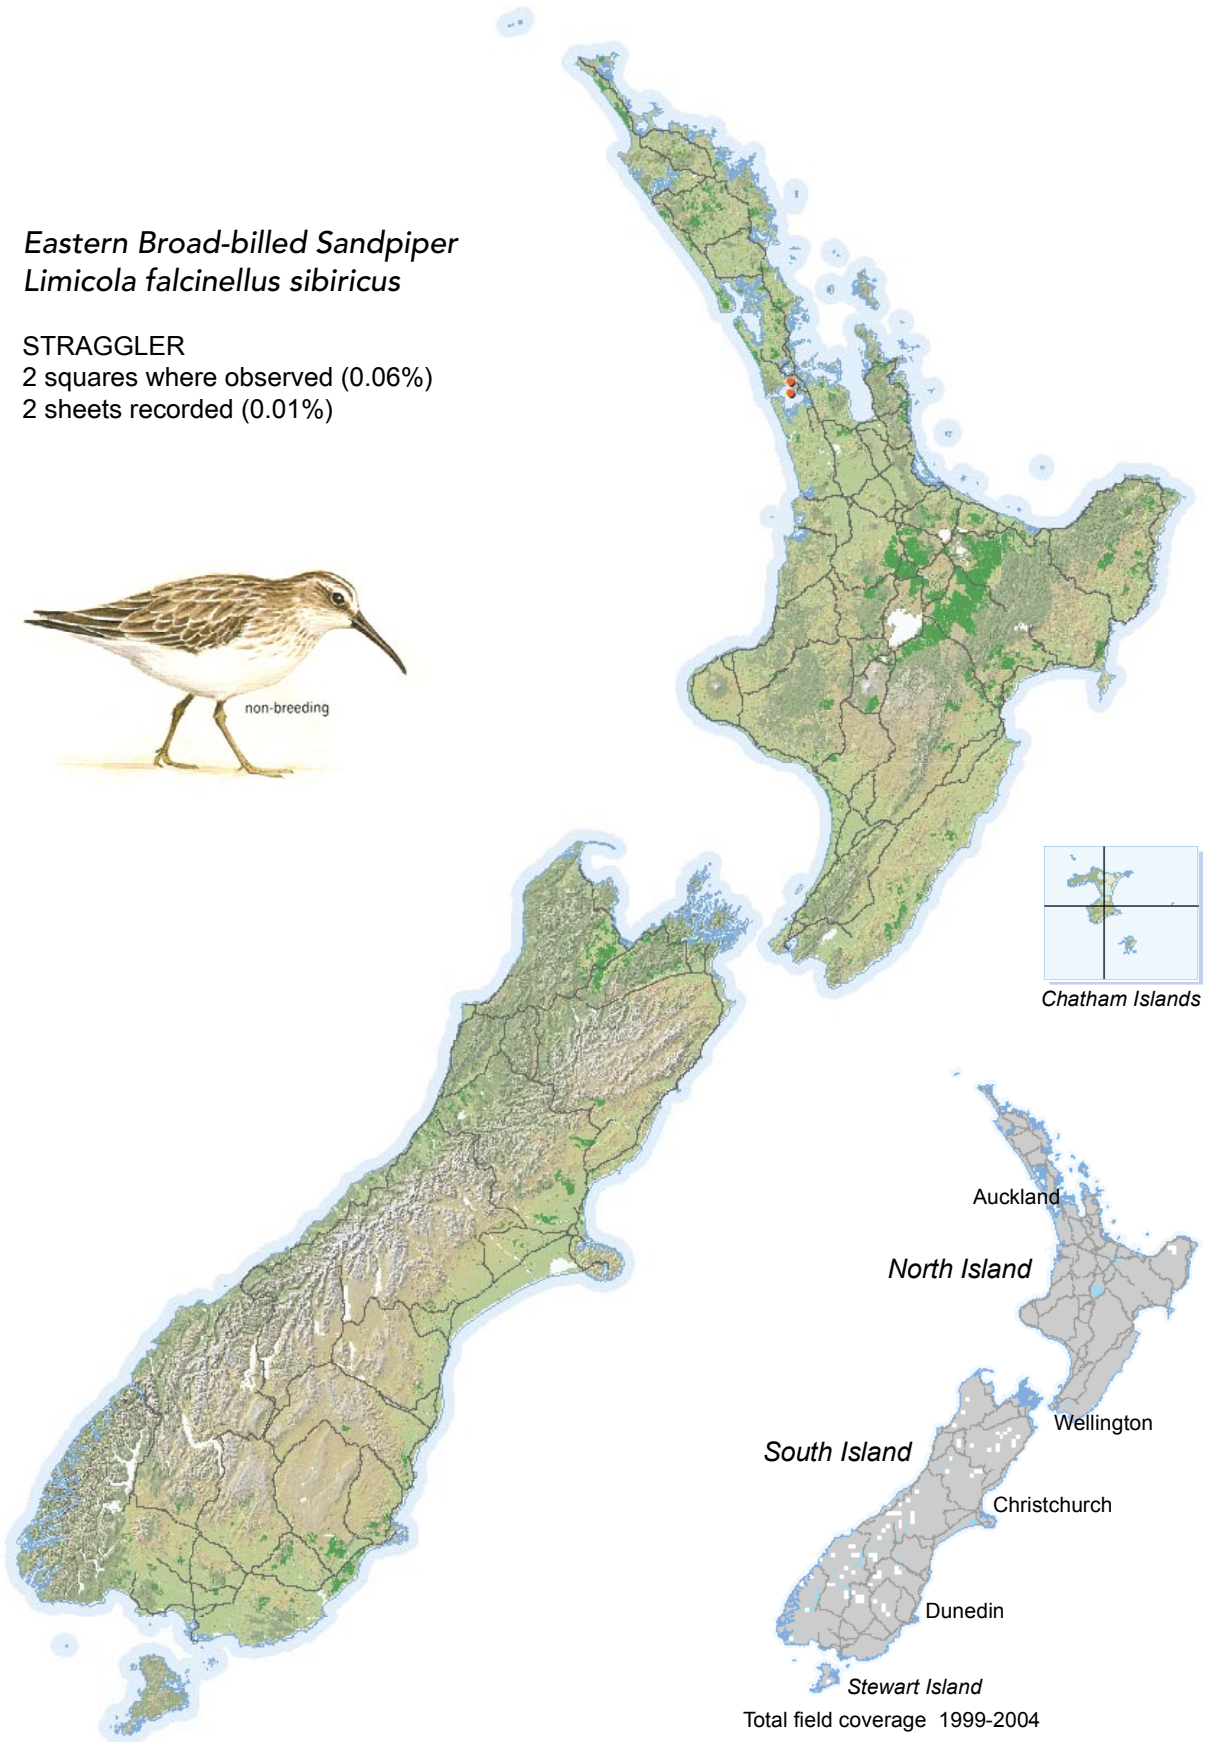 Eastern Broad-billed Sandpiper
Limicola falcinellus sibiricus
STRAGGLER
2 squares where observed (0.06%)
2 sheets recorded (0.01%)
non-breeding
Chatham Islands
Auckland
North Island
Wellington
South Island
Christchurch
Dunedin
Stewart Island
Total field coverage 1999-2004